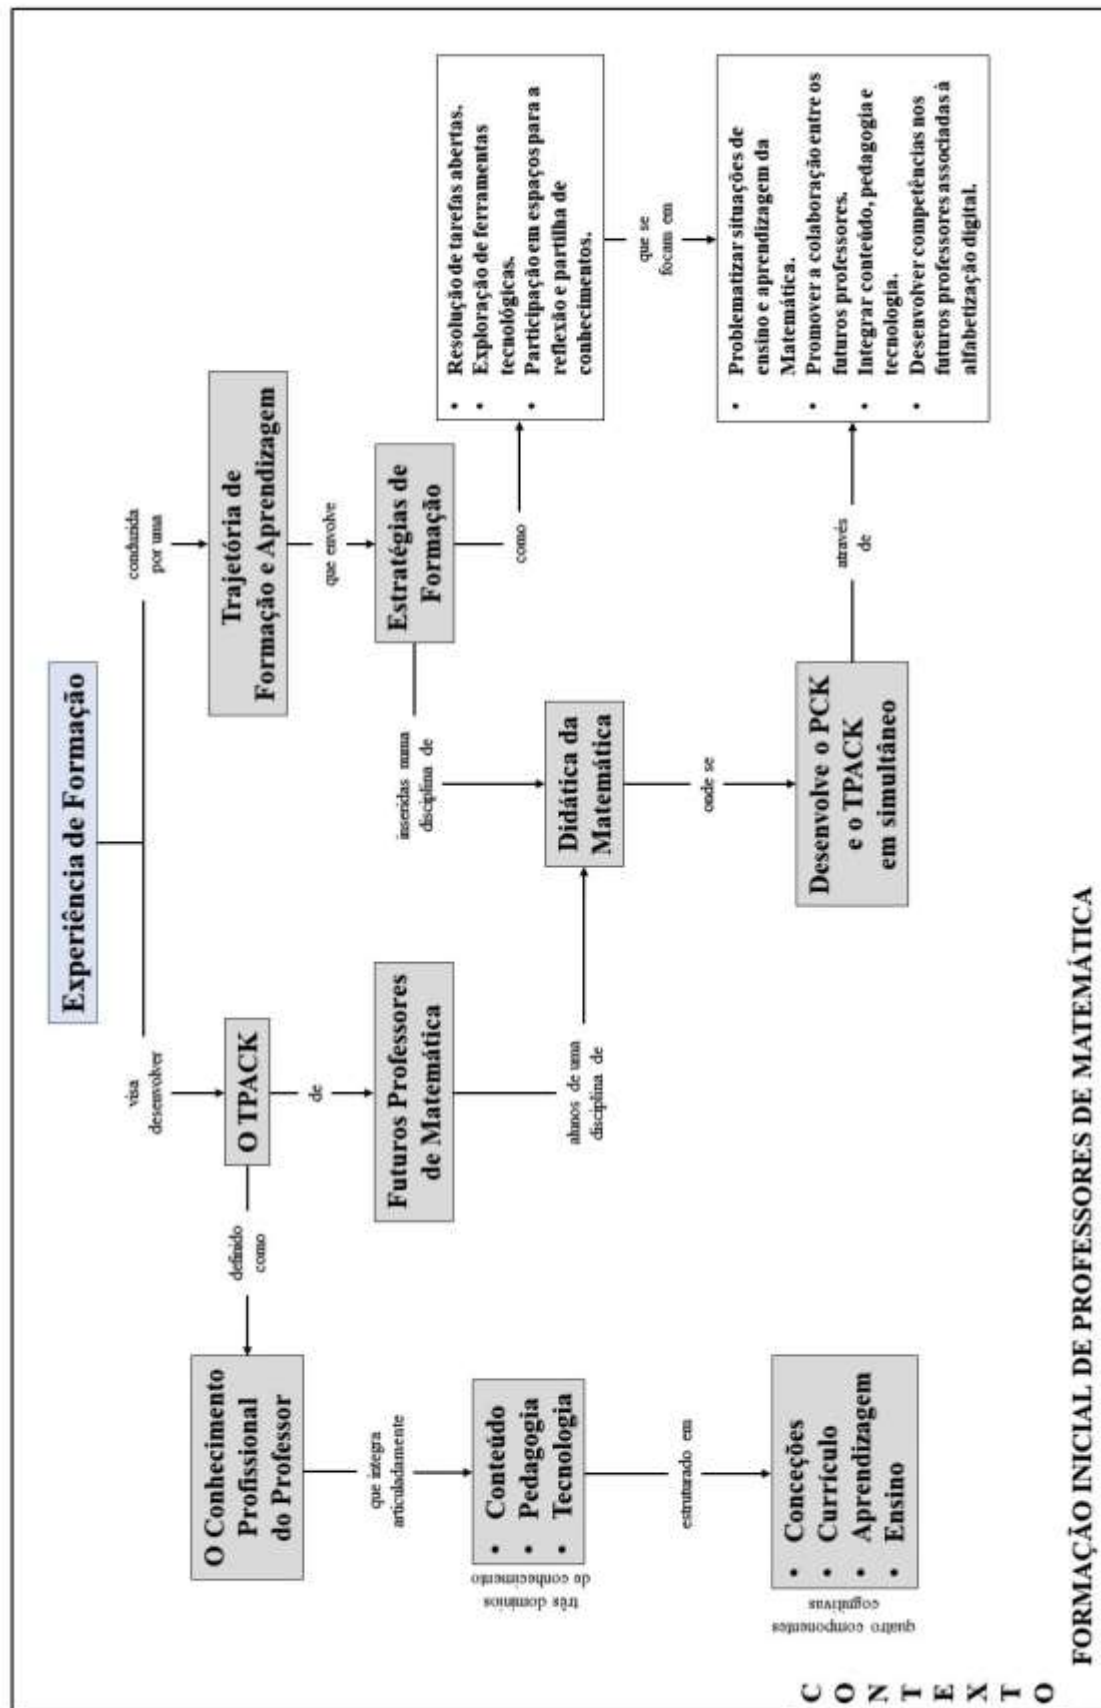 Experiência de Formação
visa
desenvolver
conduzida
por uma
O TPACK
Trajetória de
Formação e Aprendizagem
definido
como
de
que envolve
O Conhecimento
Profissional
do Professor
Futuros Professores
de Matemática
Estratégias de
Formação
que integra
articuladamente
alunos de uma
disciplina de
inseridas numa
disciplina de
como
três domínios
de conhecimento
• Conteúdo
• Pedagogia
• Tecnologia
Didática da
Matemática
• Resolução de tarefas abertas.
• Exploração de ferramentas
tecnológicas.
• Participação em espaços para a
reflexão e partilha de
conhecimentos.
estruturado em
onde se
que se
focam em
quatro componentes
cognitivas
• Conceções
• Currículo
• Aprendizagem
• Ensino
Desenvolve o PCK
e o TPACK
em simultâneo
através
de
• Problematizar situações de
ensino e aprendizagem da
Matemática.
• Promover a colaboração entre os
futuros professores.
• Integrar conteúdo, pedagogia e
tecnologia.
• Desenvolver competências nos
futuros professores associadas à
alfabetização digital.
CONTEXTO
FORMAÇÃO INICIAL DE PROFESSORES DE MATEMÁTICA